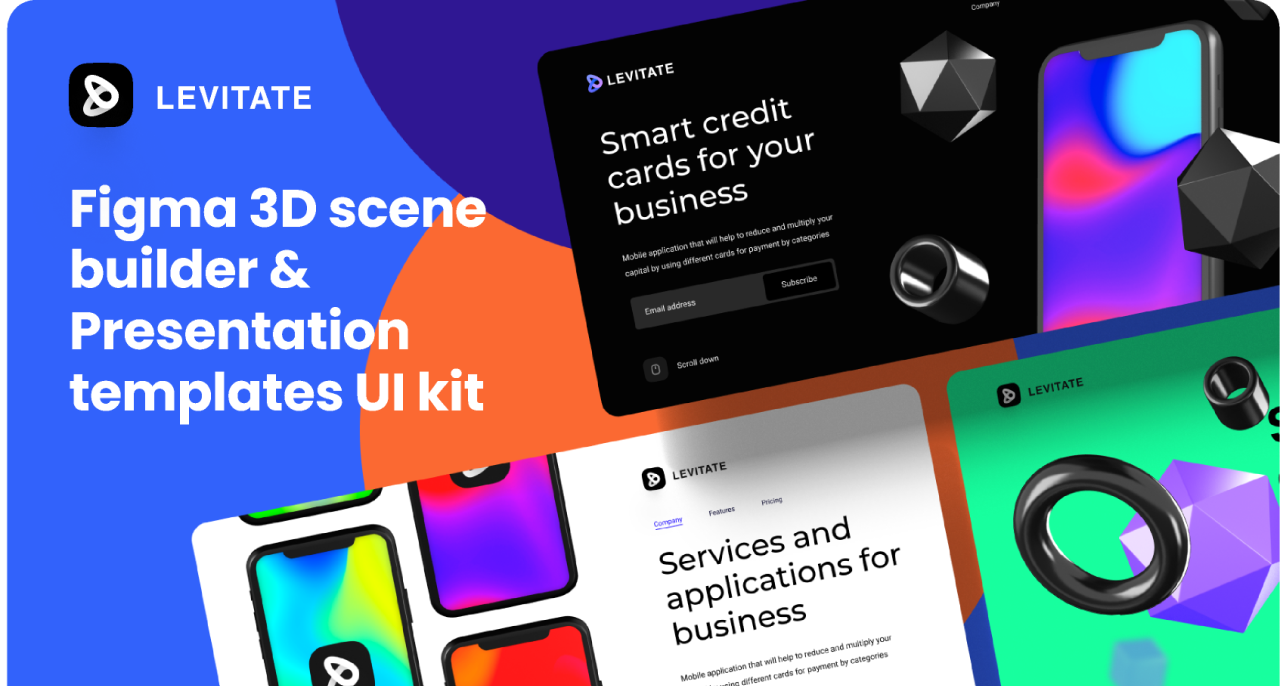 LEVITATE
Figma 3D scene
builder &
Presentation
templates UI kit
Company
LEVITATE
Smart credit
cards for your
business
Mobile application that will help to reduce and multiply your
capital by using different cards for payment by categories
Email address
Subscribe
Scroll down
LEVITATE
Company
Features
Pricing
Services and
applications for
business
Mobile application that will help to reduce and multiply your
using different cards for payment by categories
LEVITATE